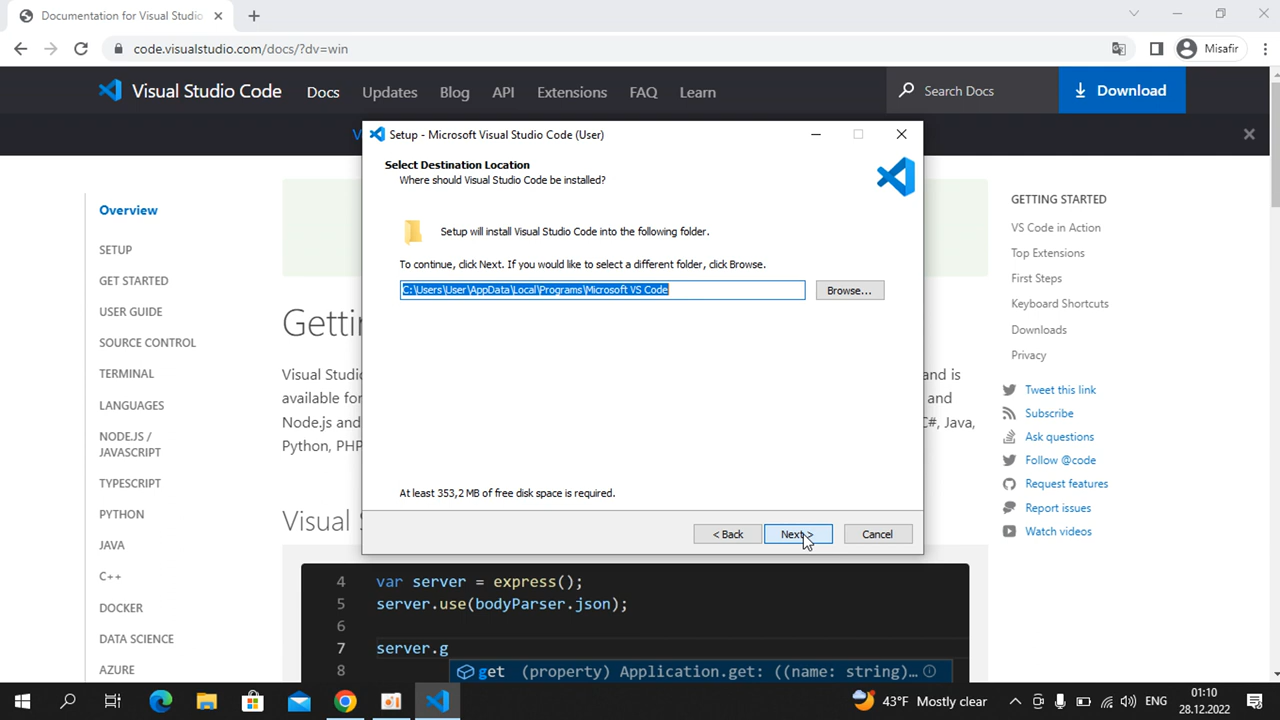 Documentation for Visual Studio
code.visualstudio.com/docs/?dv=win
Misafir
Visual Studio Code
Docs
Updates
Blog
API
Extensions
FAQ
Learn
Search Docs
Download
Setup - Microsoft Visual Studio Code (User)
Select Destination Location
Where should Visual Studio Code be installed?
Setup will install Visual Studio Code into the following folder.
To continue, click Next. If you would like to select a different folder, click Browse.
C:\Users\User\AppData\Local\Programs\Microsoft VS Code
Browse...
At least 353,2 MB of free disk space is required.
< Back
Next >
Cancel
Overview
SETUP
GET STARTED
USER GUIDE
SOURCE CONTROL
TERMINAL
LANGUAGES
NODE.JS /
JAVASCRIPT
TYPESCRIPT
PYTHON
JAVA
C++
DOCKER
DATA SCIENCE
AZURE
Getti
Visual Studi
and is
available for
and
Node.js and
C#, Java,
Python, PHP
Visual S
4 var server = express();
5 server.use(bodyParser.json);
6
7 server.g
8 get (property) Application.get: ((name: string)…
GETTING STARTED
VS Code in Action
Top Extensions
First Steps
Keyboard Shortcuts
Downloads
Privacy
Tweet this link
Subscribe
Ask questions
Follow @code
Request features
Report issues
Watch videos
43°F Mostly clear
ENG
01:10
28.12.2022